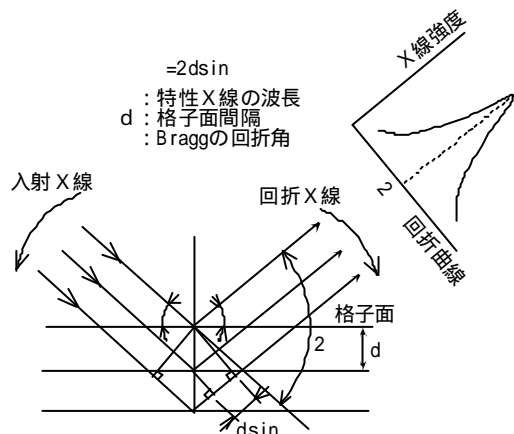 =2dsin
:特性X線の波長
d:格子面間隔
:Braggの回折角
X線強度
2
回折曲線
入射X線
回折X線
格子面
2
d
dsin